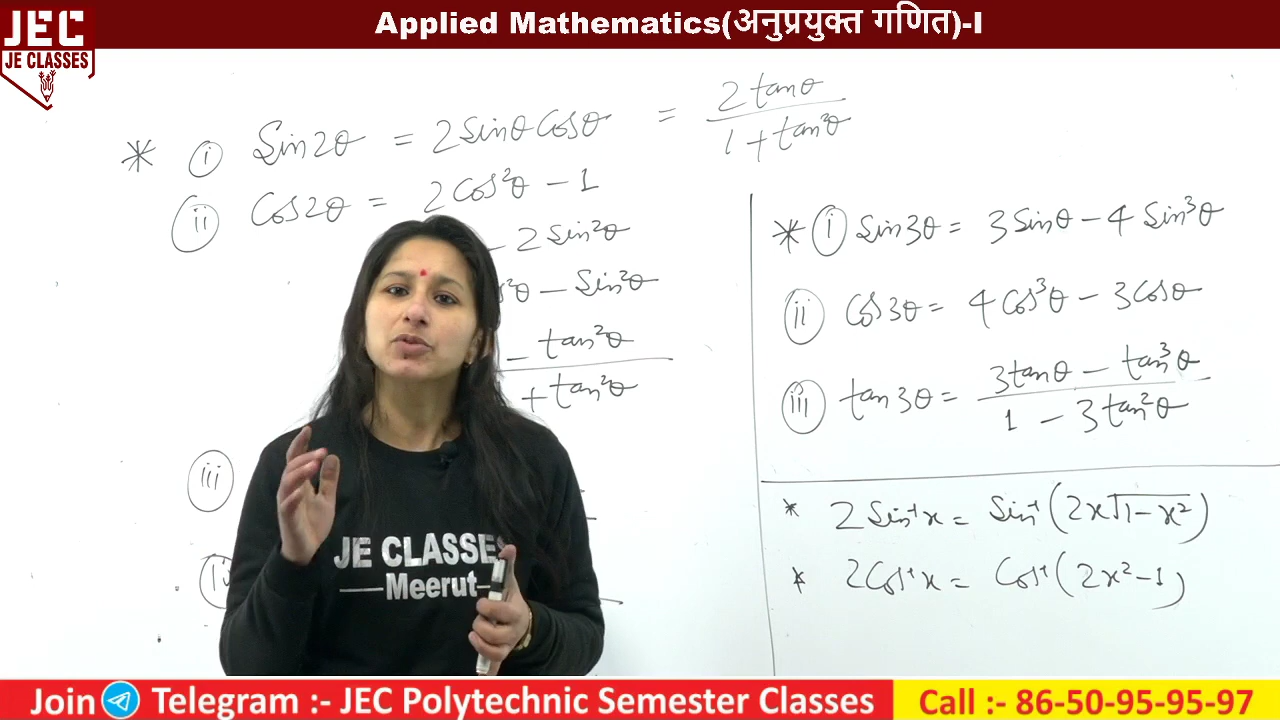 Applied Mathematics(अनुप्रयुक्त गणित)-I
JEC
JE CLASSES
* (i) Sin2θ = 2Sinθ Cosθ = 2tanθ / 1+tan²θ
(ii) Cos2θ = 2Cos²θ - 1
- 2Sin²θ
s²θ - Sin²θ
- tan²θ
+ tan²θ
(iii)
* (i) Sin3θ = 3Sinθ - 4Sin³θ
(ii) Cos3θ = 4Cos³θ - 3Cosθ
(iii) tan3θ = 3tanθ - tan³θ / 1 - 3tan²θ
* 2Sin⁻¹x = Sin⁻¹(2x√1-x²)
* 2Cos⁻¹x = Cos⁻¹(2x²-1)
JE CLASSES
Meerut
Join Telegram :- JEC Polytechnic Semester Classes
Call :- 86-50-95-95-97